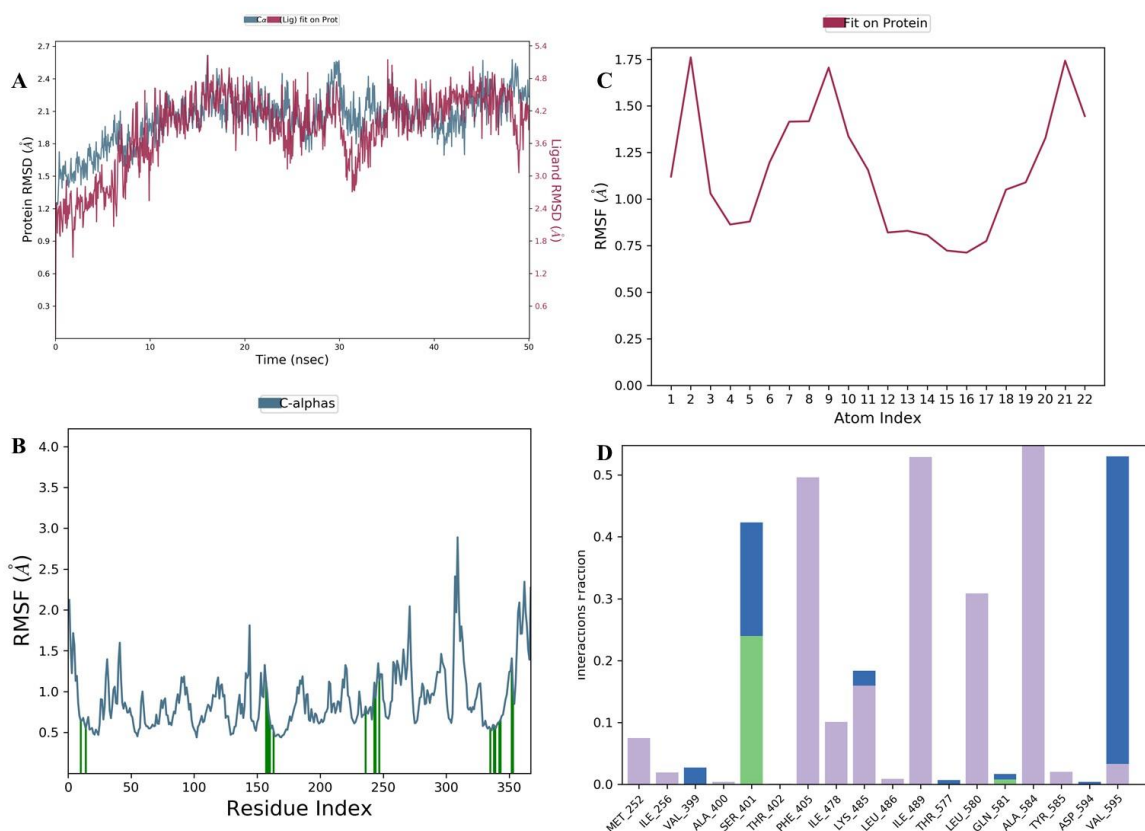 Cα (Lig) fit on Prot
A
2.7
2.4
2.1
1.8
1.5
1.2
0.9
0.6
0.3
Protein RMSD (Å)
5.4
4.8
4.2
3.6
3.0
2.4
1.8
1.2
0.6
Ligand RMSD (Å)
0 10 20 30 40 50
Time (nsec)
Fit on Protein
C
1.75
1.50
1.25
1.00
0.75
0.50
0.25
0.00
RMSF (Å)
1 2 3 4 5 6 7 8 9 10 11 12 13 14 15 16 17 18 19 20 21 22
Atom Index
C-alphas
B
4.0
3.5
3.0
2.5
2.0
1.5
1.0
0.5
RMSF (Å)
0 50 100 150 200 250 300 350
Residue Index
D
0.5
0.4
0.3
0.2
0.1
0.0
Interactions Fraction
MET_252
ILE_256
VAL_399
ALA_400
SER_401
THR_402
PHE_405
ILE_478
LYS_485
LEU_486
ILE_489
THR_577
LEU_580
GLN_581
ALA_584
TYR_585
ASP_594
VAL_595